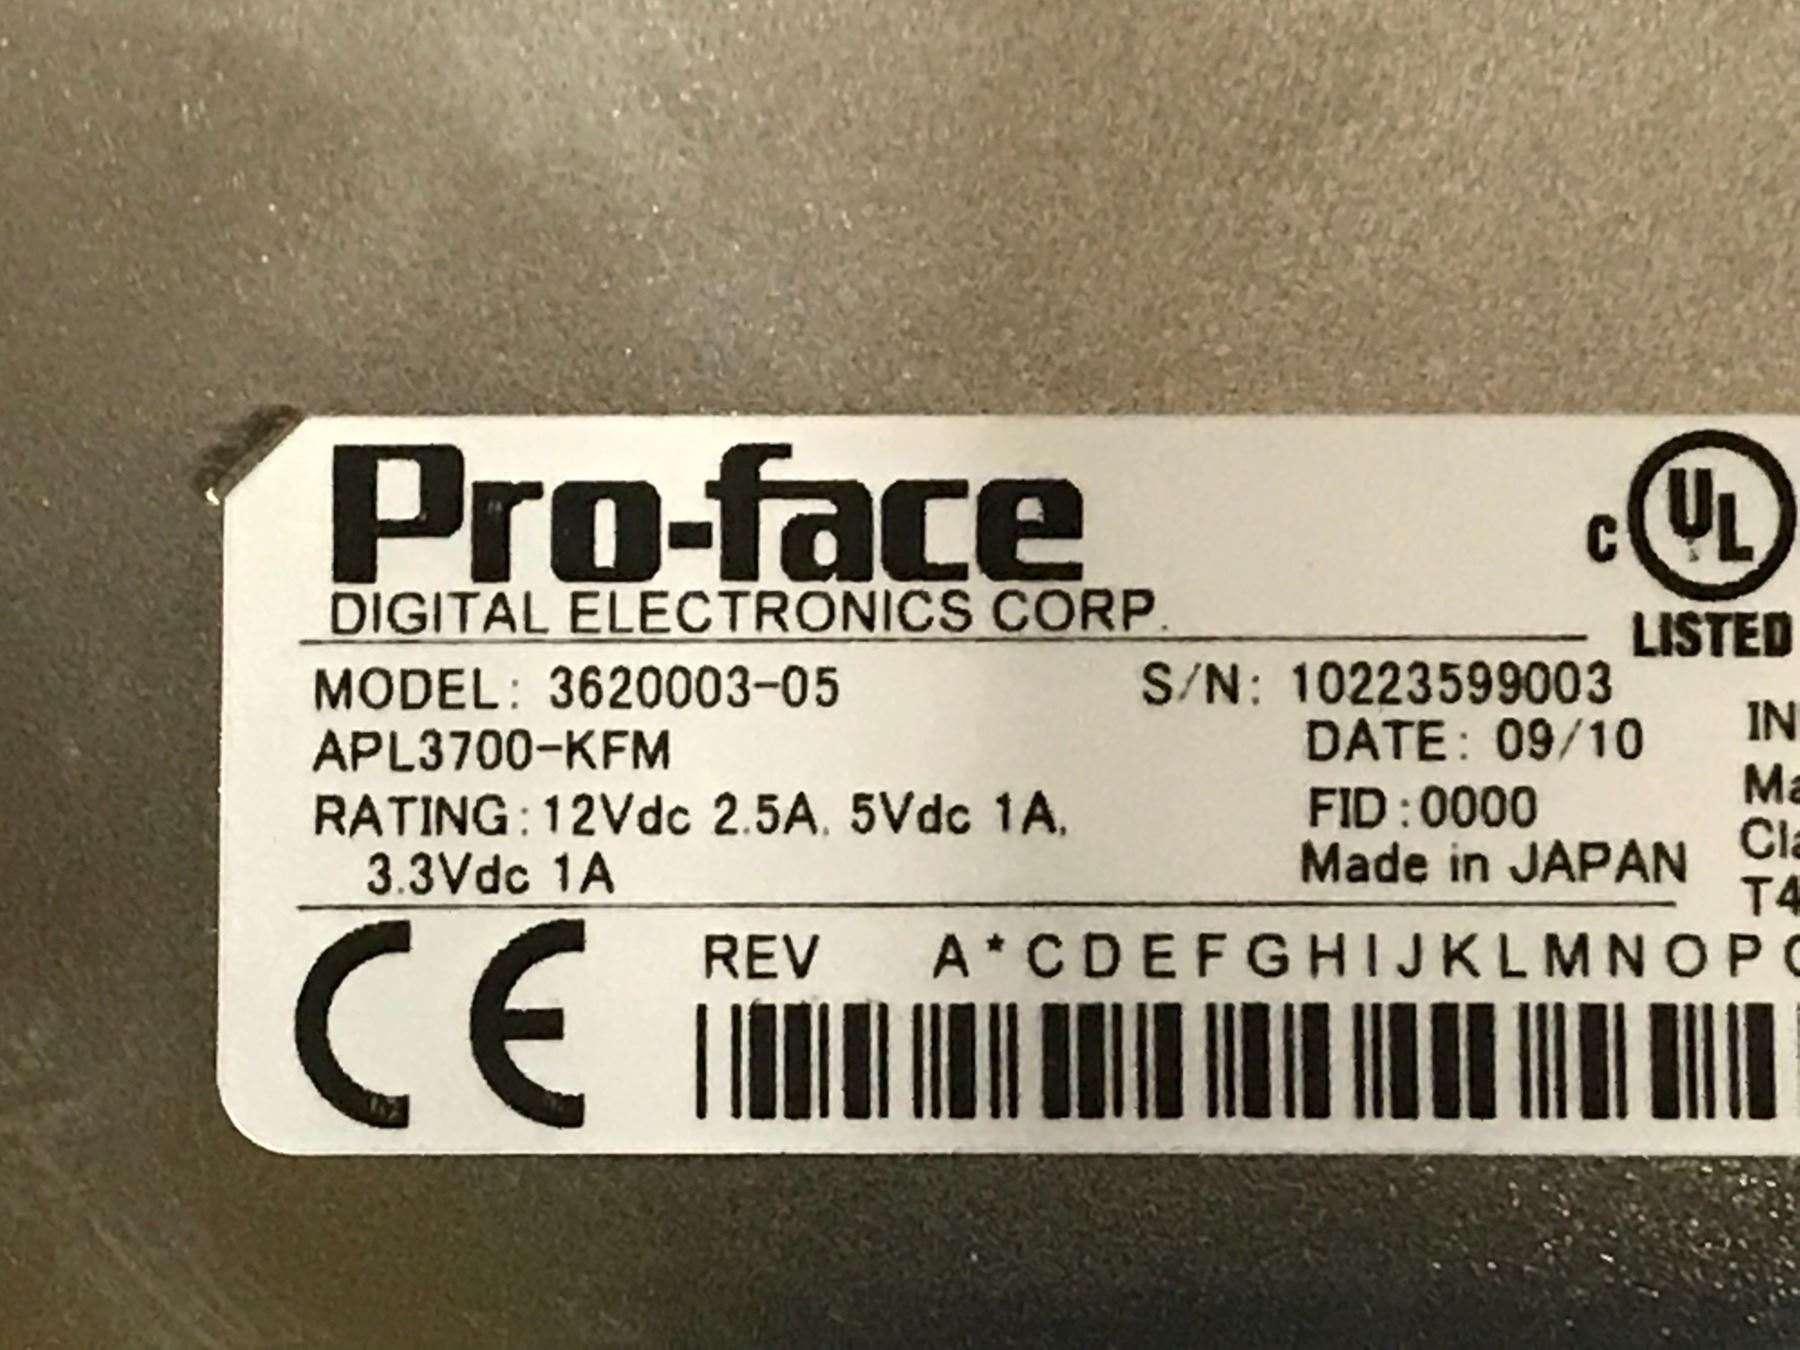 Pro-face
DIGITAL ELECTRONICS CORP.
C UL
LISTED
MODEL: 3620003-05
S/N: 10223599003
APL3700-KFM
DATE: 09/10
RATING: 12Vdc 2.5A, 5Vdc 1A,
FID :0000
3.3Vdc 1A
Made in JAPAN
CE
REV A * C D E F G H I J K L M N O P